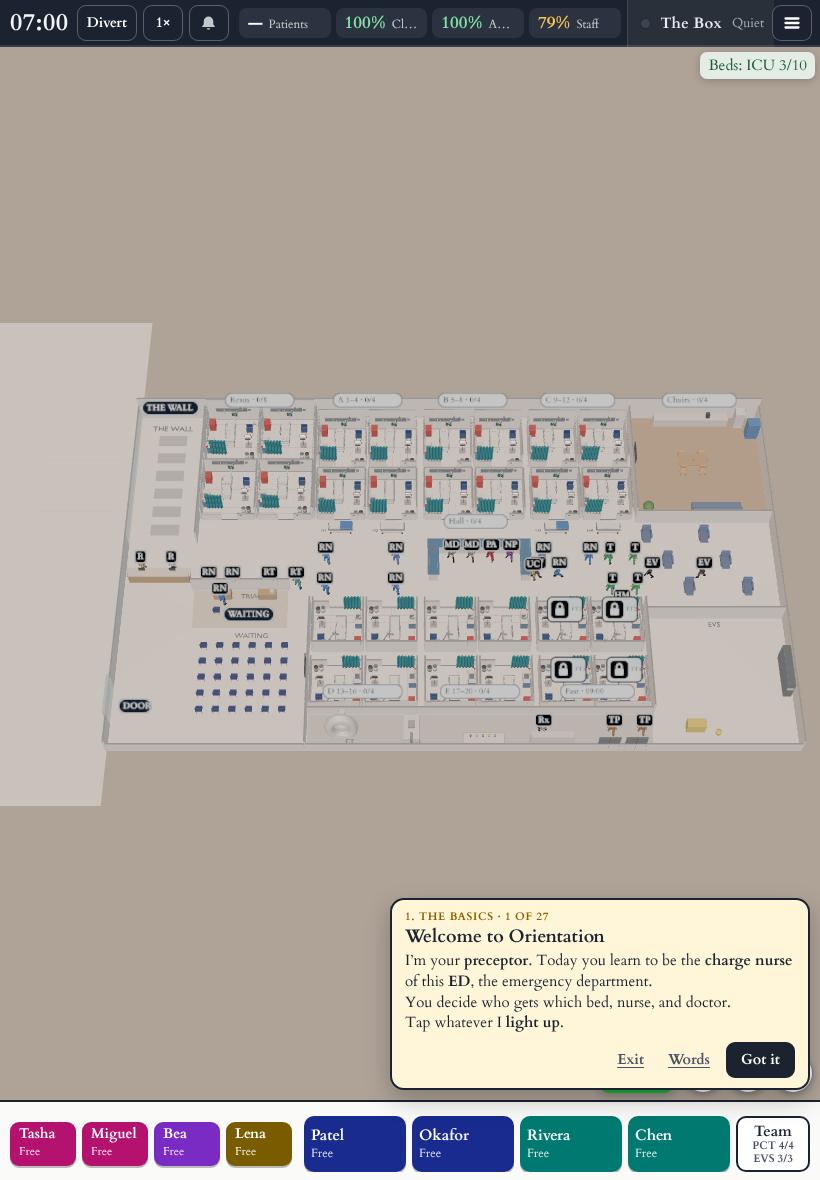 07:00
Divert
1×
— Patients
100% Cl…
100% A…
79% Staff
The Box Quiet
Beds: ICU 3/10
THE WALL
THE WALL
A 1–4 · 0/4
B 5–8 · 0/4
C 9–12 · 0/4
Chairs · 0/4
Hall · 0/4
R R
RN RN RT RT
RN
RN RN
RN RN
MD MD PA NP
RN
UC RN
RN T T
T T
HM
EV EV
WAITING
WAITING
EVS
DOOR
D 13–16 · 0/4
E 17–20 · 0/4
Fast · 09:00
CT
Rx
TP TP
1. THE BASICS · 1 OF 27
Welcome to Orientation
I'm your preceptor. Today you learn to be the charge nurse
of this ED, the emergency department.
You decide who gets which bed, nurse, and doctor.
Tap whatever I light up.
Exit Words Got it
Tasha
Free
Miguel
Free
Bea
Free
Lena
Free
Patel
Free
Okafor
Free
Rivera
Free
Chen
Free
Team
PCT 4/4
EVS 3/3